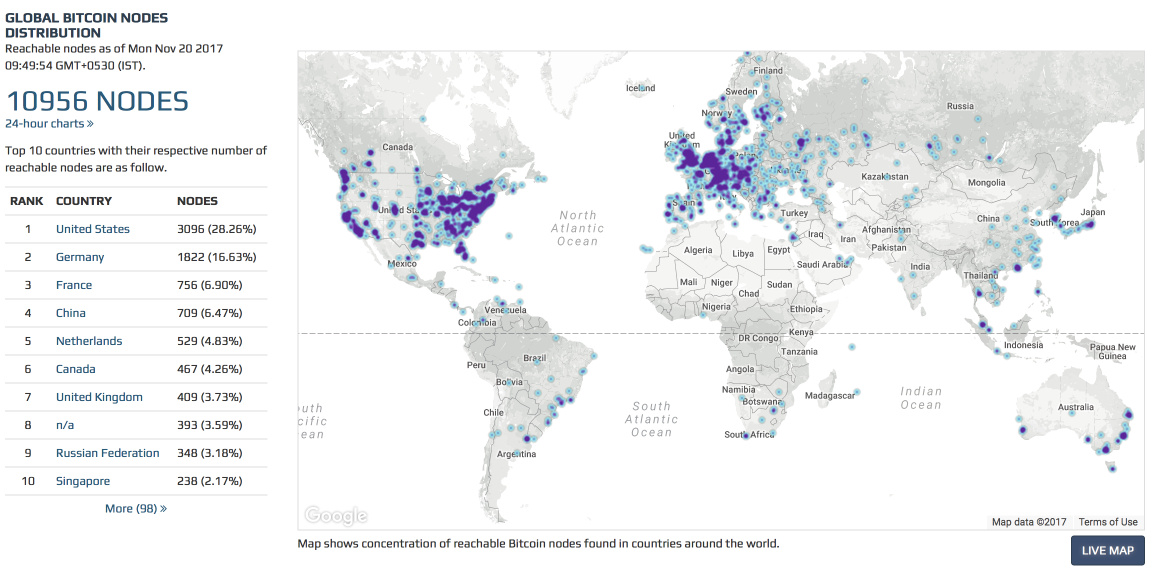 GLOBAL BITCOIN NODES
DISTRIBUTION
Reachable nodes as of Mon Nov 20 2017
09:49:54 GMT+0530 (IST).
10956 NODES
24-hour charts »
Top 10 countries with their respective number of
reachable nodes are as follow.
RANK COUNTRY NODES
1 United States 3096 (28.26%)
2 Germany 1822 (16.63%)
3 France 756 (6.90%)
4 China 709 (6.47%)
5 Netherlands 529 (4.83%)
6 Canada 467 (4.26%)
7 United Kingdom 409 (3.73%)
8 n/a 393 (3.59%)
9 Russian Federation 348 (3.18%)
10 Singapore 238 (2.17%)
More (98) »
Finland
Iceland
Sweden
Norway
Russia
United
Canada
Kazakhstan
Mongolia
Spain
North
Atlantic
Ocean
Turkey
China
South Korea
Japan
Afghanistan
Iraq
Iran
Pakistan
Algeria
Libya
Egypt
Mexico
Saudi Arabia
India
Thailand
Mali
Niger
Sudan
Chad
Nigeria
Ethiopia
Venezuela
Colombia
DR Congo
Kenya
Tanzania
Indonesia
Papua New
Guinea
Peru
Brazil
Bolivia
Angola
Namibia
Botswana
Madagascar
Indian
Ocean
Chile
South
Atlantic
Ocean
Australia
South Africa
Argentina
uth
cific
ean
Google
Map data ©2017 Terms of Use
Map shows concentration of reachable Bitcoin nodes found in countries around the world.
LIVE MAP